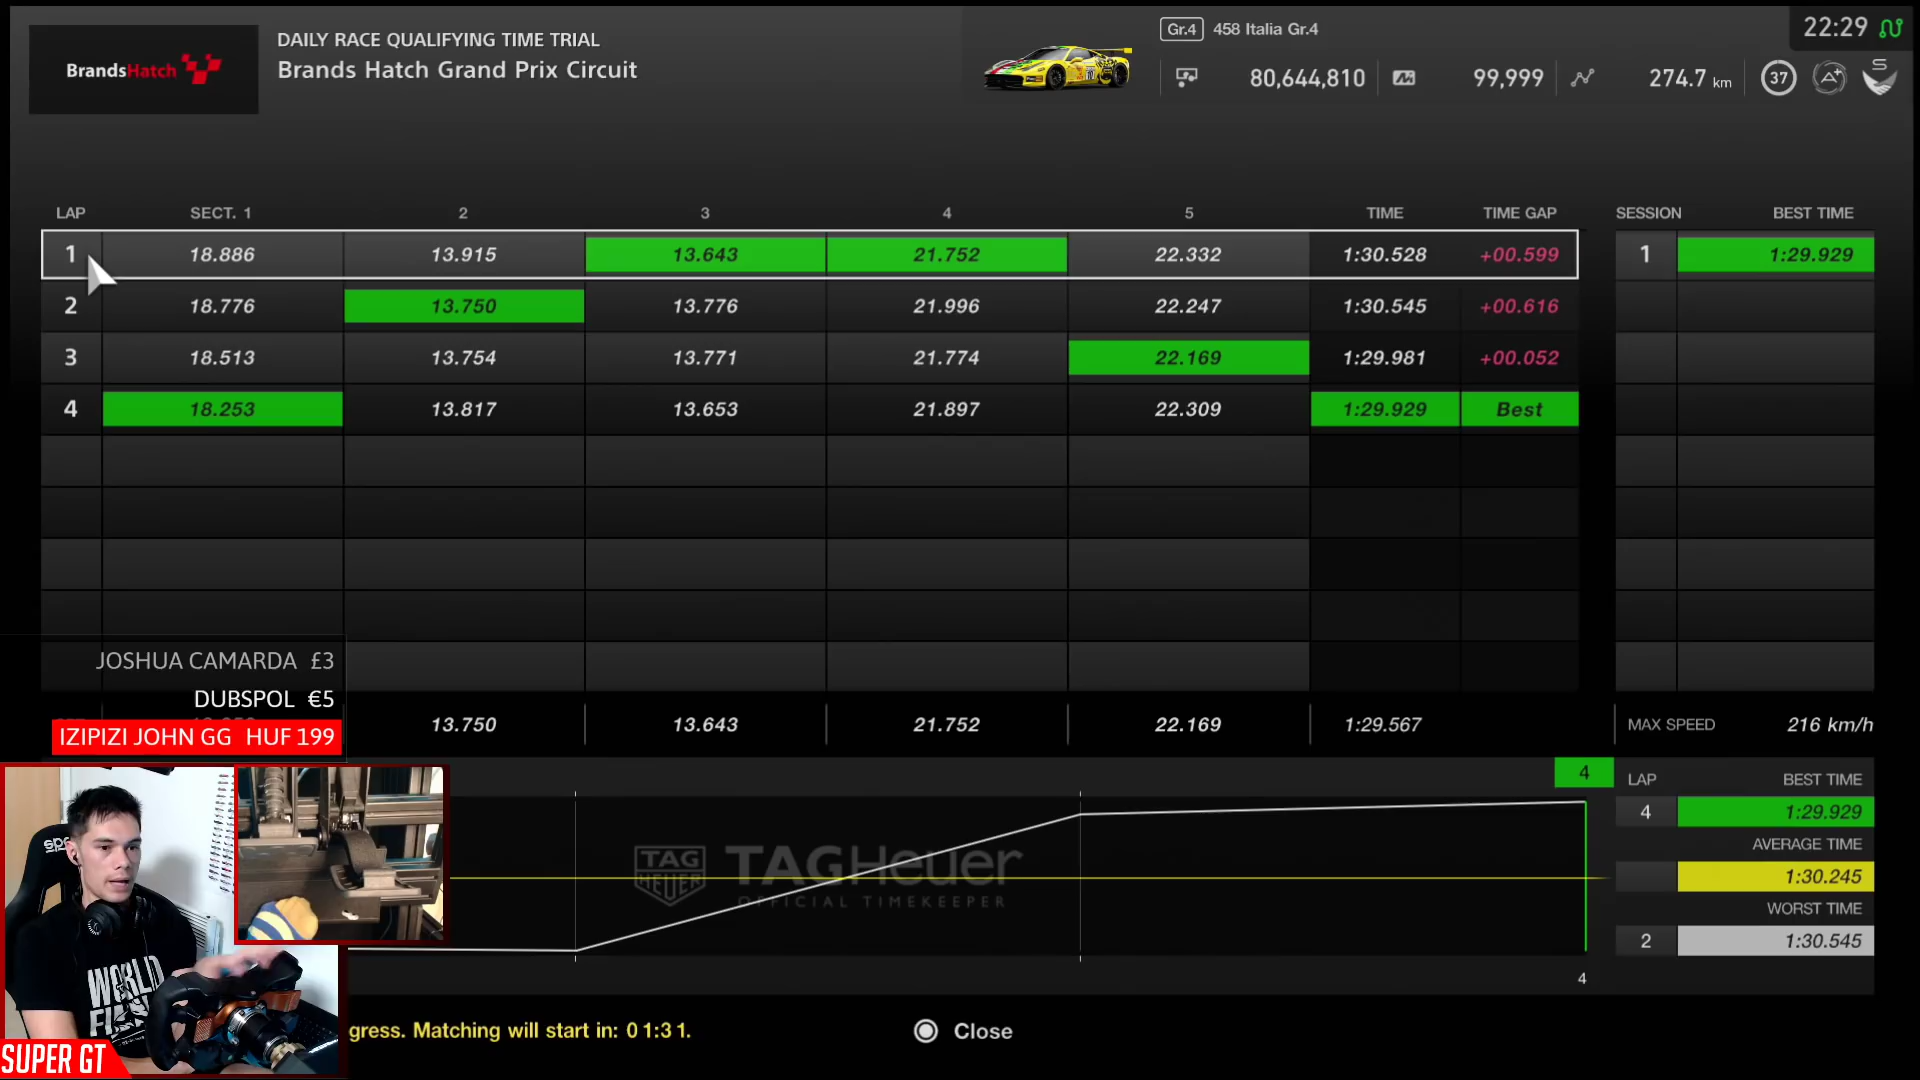 BrandsHatch
DAILY RACE QUALIFYING TIME TRIAL
Brands Hatch Grand Prix Circuit
Gr.4 458 Italia Gr.4
80,644,810 99,999 274.7 km 37 A+ S
22:29
LAP SECT. 1 2 3 4 5 TIME TIME GAP SESSION BEST TIME
1 18.886 13.915 13.643 21.752 22.332 1:30.528 +00.599 1 1:29.929
2 18.776 13.750 13.776 21.996 22.247 1:30.545 +00.616
3 18.513 13.754 13.771 21.774 22.169 1:29.981 +00.052
4 18.253 13.817 13.653 21.897 22.309 1:29.929 Best
JOSHUA CAMARDA £3
DUBSPOL €5
IZIPIZI JOHN GG HUF 199
13.750 13.643 21.752 22.169 1:29.567 MAX SPEED 216 km/h
4 LAP BEST TIME
4 1:29.929
AVERAGE TIME
1:30.245
WORST TIME
2 1:30.545
TAG HEUER TAGHeuer
OFFICIAL TIMEKEEPER
4
WORLD
gress. Matching will start in: 01:31.
Close
SUPER GT